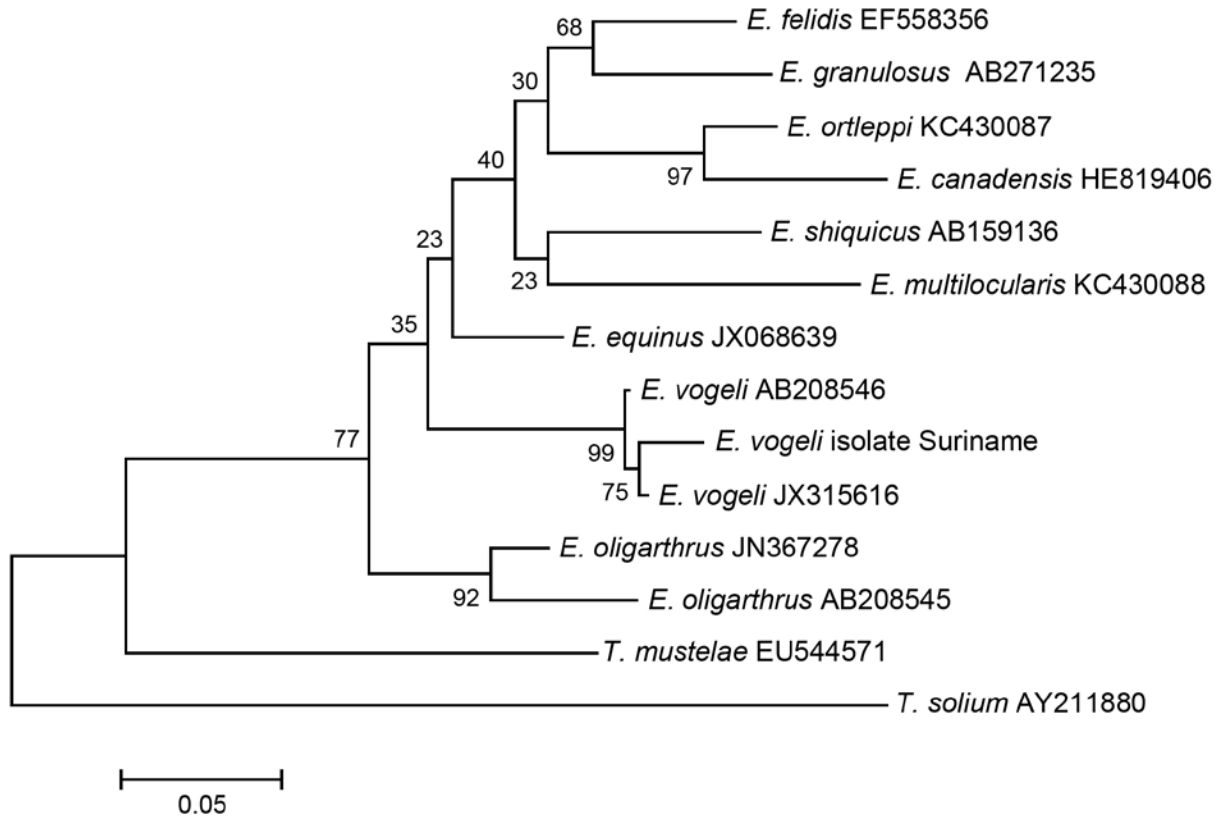 68
E. felidis EF558356
E. granulosus AB271235
30
E. ortleppi KC430087
40
97
E. canadensis HE819406
E. shiquicus AB159136
23
23
E. multilocularis KC430088
35
E. equinus JX068639
E. vogeli AB208546
77
E. vogeli isolate Suriname
99
75
E. vogeli JX315616
E. oligarthrus JN367278
92
E. oligarthrus AB208545
T. mustelae EU544571
T. solium AY211880
0.05